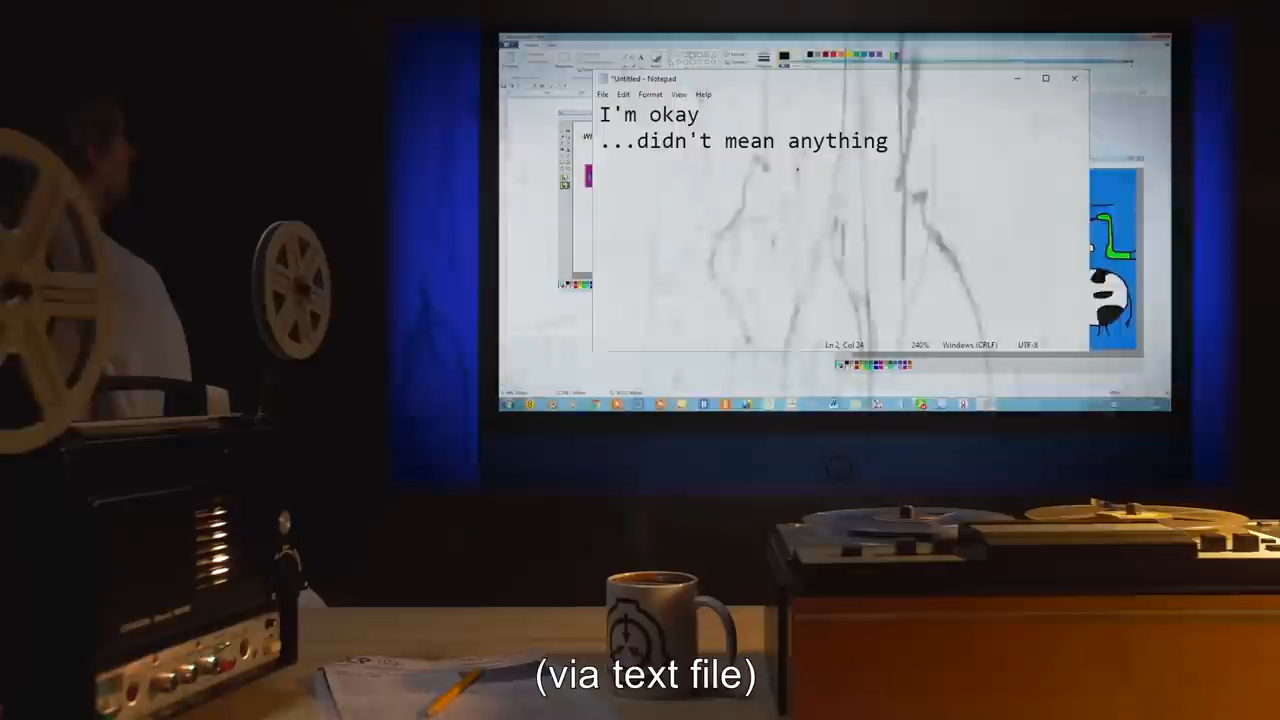 *Untitled - Notepad
File Edit Format View Help
I'm okay
...didn't mean anything
Ln 2, Col 24 240% Windows (CRLF) UTF-8
(via text file)